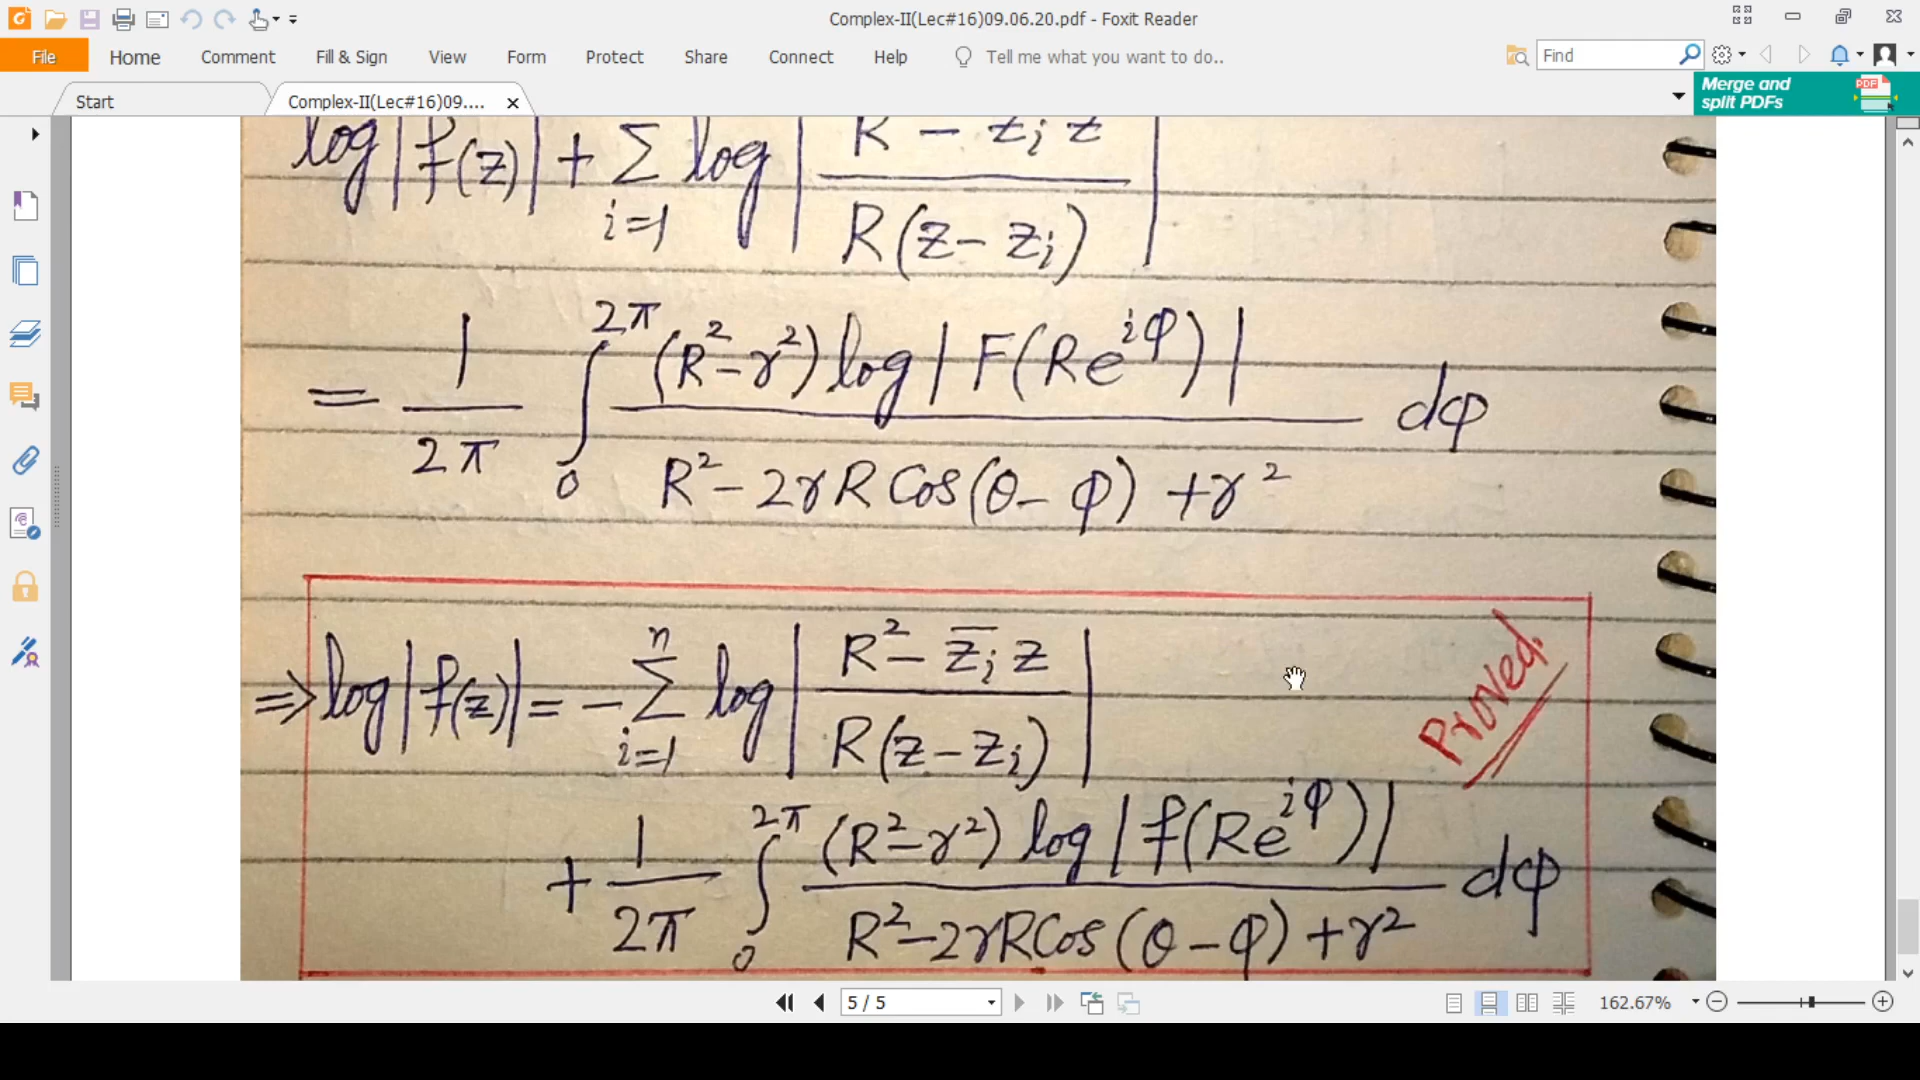 Complex-II(Lec#16)09.06.20.pdf - Foxit Reader
File Home Comment Fill & Sign View Form Protect Share Connect Help Tell me what you want to do.. Find
Start Complex-II(Lec#16)09....
Merge and
split PDFs
PDF
log|f(z)| + Σ_{i=1} log|(R - z_i z)/(R(z - z_i))|
= 1/(2π) ∫_0^{2π} ((R² - r²) log|F(Re^{iφ})|)/(R² - 2rR Cos(θ - φ) + r²) dφ
⇒ log|f(z)| = - Σ_{i=1}^{n} log|(R² - z̅_i z)/(R(z - z_i))|
Proved
+ 1/(2π) ∫_0^{2π} ((R² - r²) log|f(Re^{iφ})|)/(R² - 2rR Cos(θ - φ) + r²) dφ
5 / 5
162.67%